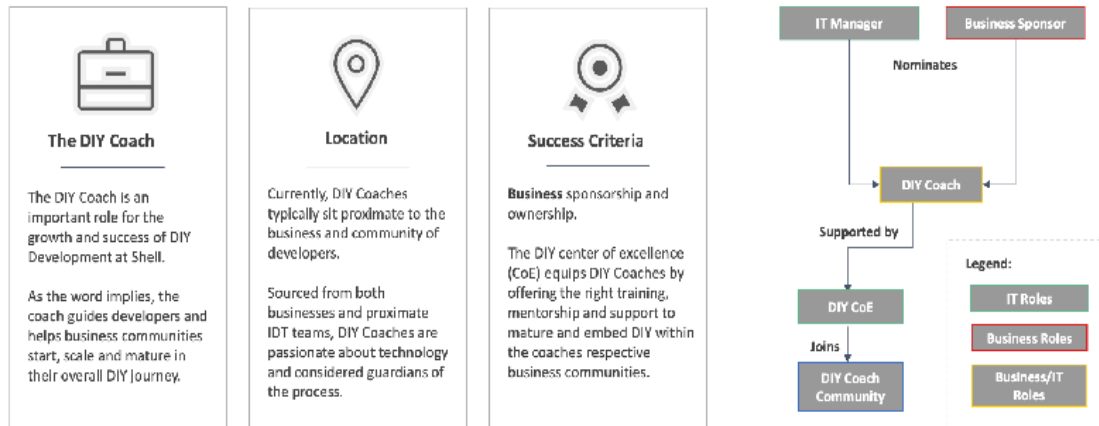 The DIY Coach
The DIY Coach is an
important role for the
growth and success of DIY
Development at Shell.
As the word implies, the
coach guides developers and
helps business communities
start, scale and mature in
their overall DIY journey.
Location
Currently, DIY Coaches
typically sit proximate to the
business and community of
developers.
Sourced from both
businesses and proximate
IDT teams, DIY Coaches are
passionate about technology
and considered guardians of
the process.
Success Criteria
Business sponsorship and
ownership.
The DIY center of excellence
(CoE) equips DIY Coaches by
offering the right training,
mentorship and support to
mature and embed DIY within
the coaches respective
business communities.
IT Manager
Business Sponsor
Nominates
DIY Coach
Supported by
DIY CoE
Joins
DIY Coach
Community
Legend:
IT Roles
Business Roles
Business/IT
Roles